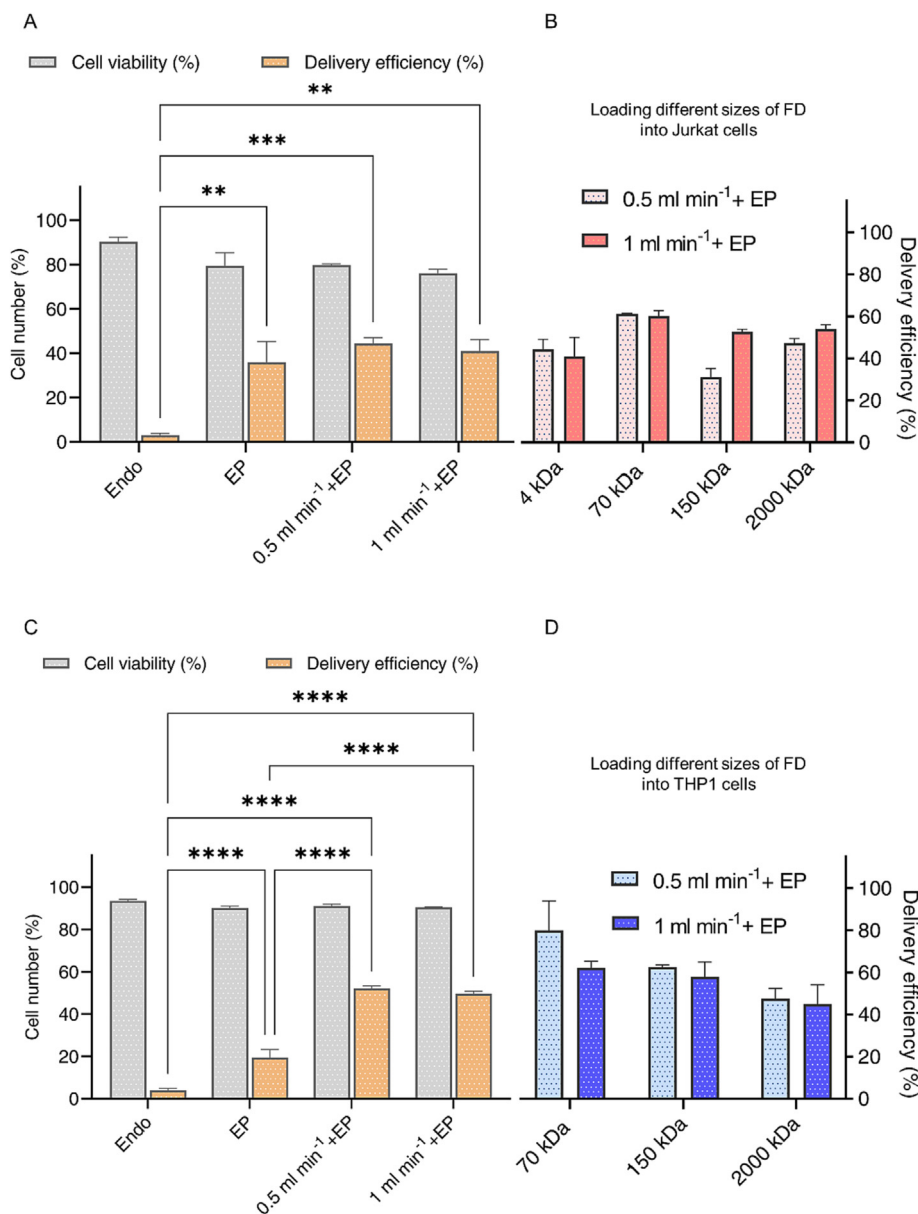 A
Cell viability (%)
Delivery efficiency (%)
**
***
**
Cell number (%)
100
80
60
40
20
0
Endo
EP
0.5 ml min⁻¹+EP
1 ml min⁻¹+EP
B
Loading different sizes of FD
into Jurkat cells
0.5 ml min⁻¹+ EP
1 ml min⁻¹+ EP
100
80
60
40
20
0
Delivery
efficiency (%)
4 kDa
70 kDa
150 kDa
2000 kDa
C
Cell viability (%)
Delivery efficiency (%)
****
****
****
****
****
Cell number (%)
100
80
60
40
20
0
Endo
EP
0.5 ml min⁻¹+EP
1 ml min⁻¹+EP
D
Loading different sizes of FD
into THP1 cells
0.5 ml min⁻¹+ EP
1 ml min⁻¹+ EP
100
80
60
40
20
0
Delivery
efficiency (%)
70 kDa
150 kDa
2000 kDa